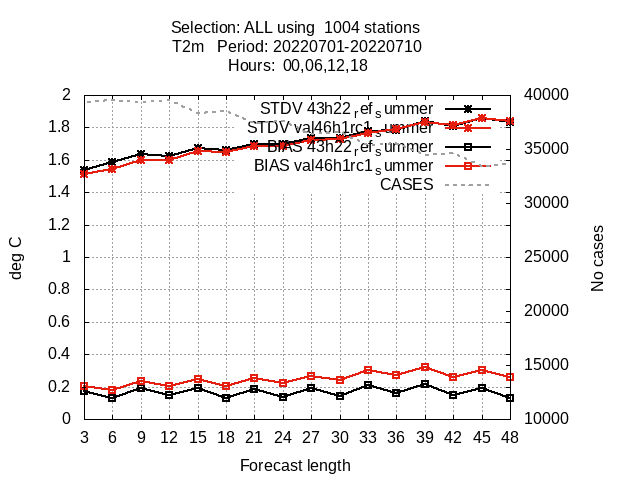 Selection: ALL using  1004 stations
T2m   Period: 20220701-20220710
Hours:  00,06,12,18
2 40000
STDV 43h22_ref_summer
1.8 STDV val46h1rc1_summer
BIAS 43h22_ref_summer 35000
1.6 BIAS val46h1rc1_summer
CASES
1.4 30000
1.2
deg C 1 25000 No cases
0.8
0.6 20000
0.4 15000
0.2
0 10000
3 6 9 12 15 18 21 24 27 30 33 36 39 42 45 48
Forecast length